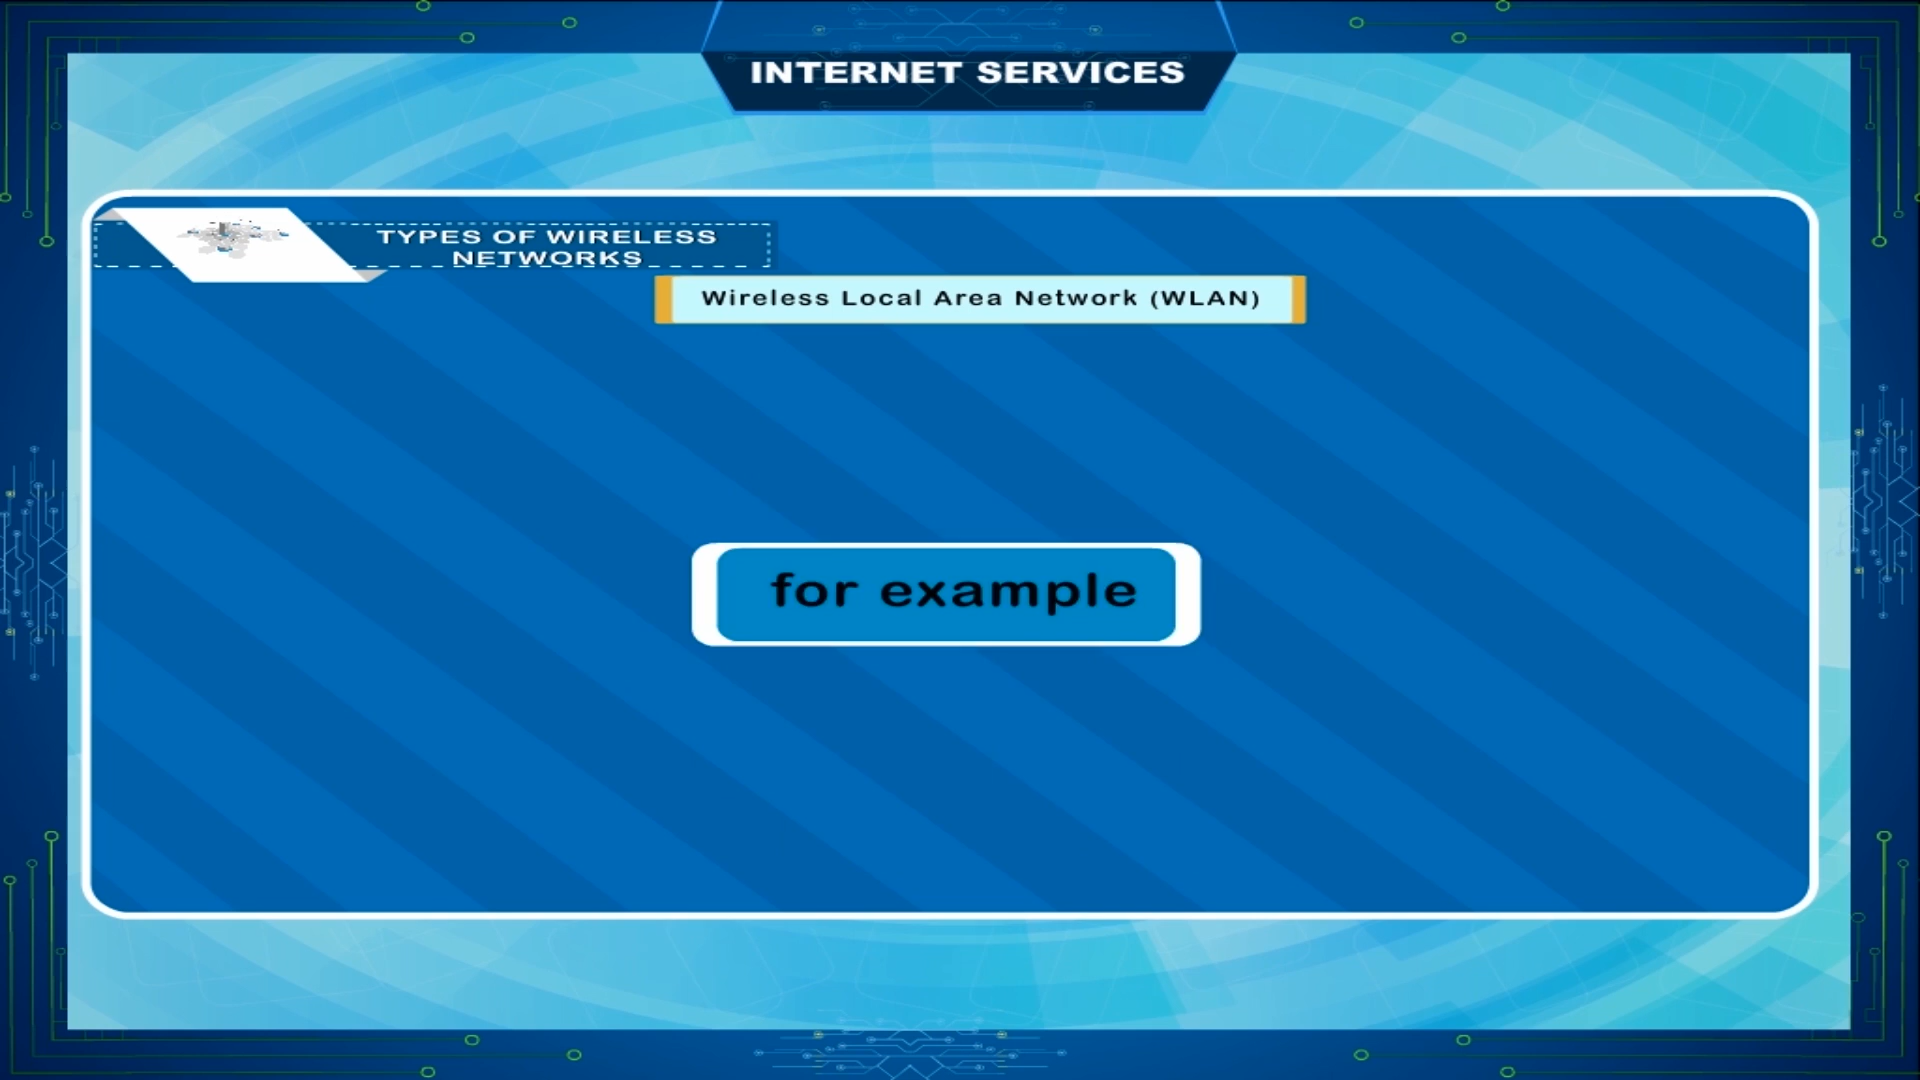 INTERNET SERVICES
TYPES OF WIRELESS
NETWORKS
Wireless Local Area Network (WLAN)
for example